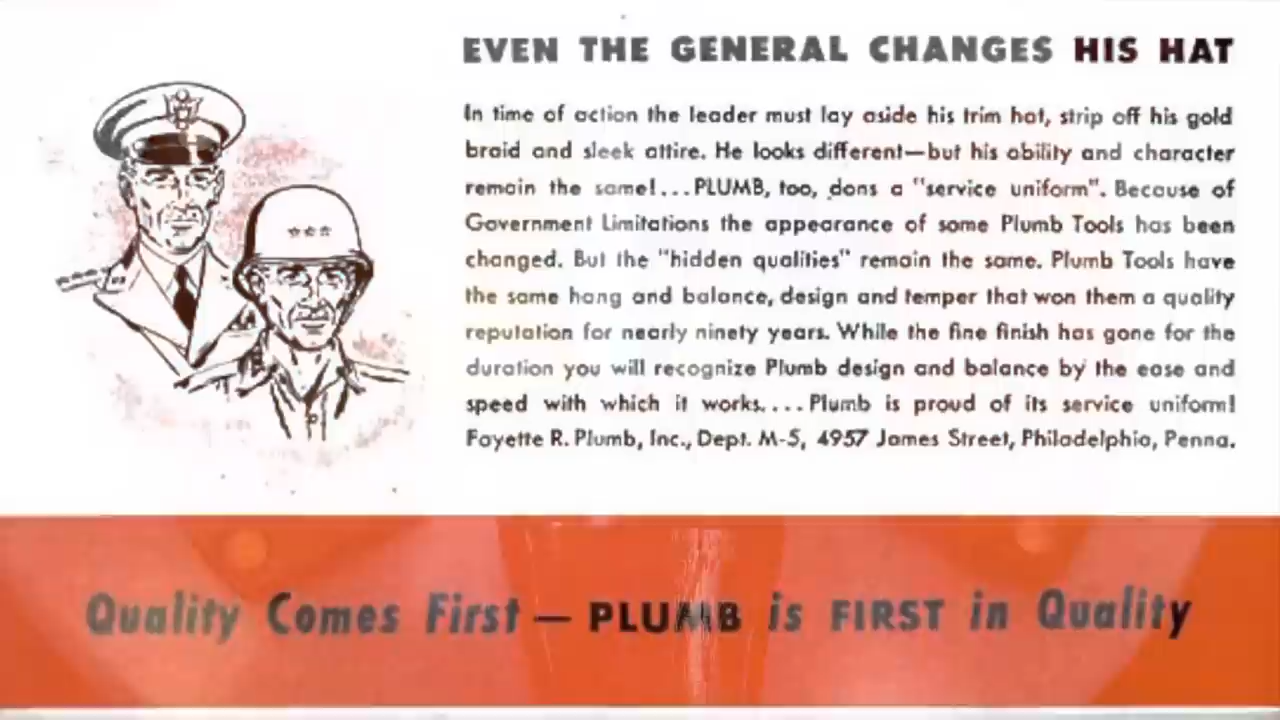 EVEN THE GENERAL CHANGES HIS HAT
In time of action the leader must lay aside his trim hat, strip off his gold
braid and sleek attire. He looks different—but his ability and character
remain the same!...PLUMB, too, dons a "service uniform". Because of
Government Limitations the appearance of some Plumb Tools has been
changed. But the "hidden qualities" remain the same. Plumb Tools have
the same hang and balance, design and temper that won them a quality
reputation for nearly ninety years. While the fine finish has gone for the
duration you will recognize Plumb design and balance by the ease and
speed with which it works....Plumb is proud of its service uniform!
Fayette R. Plumb, Inc., Dept. M-5, 4957 James Street, Philadelphia, Penna.
Quality Comes First — PLUMB is FIRST in Quality